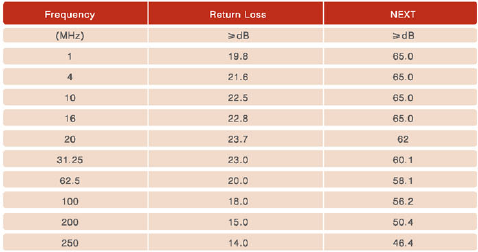 Frequency Return Loss NEXT
(MHz) ⩾dB ⩾dB
1 19.8 65.0
4 21.6 65.0
10 22.5 65.0
16 22.8 65.0
20 23.7 62
31.25 23.0 60.1
62.5 20.0 58.1
100 18.0 56.2
200 15.0 50.4
250 14.0 46.4